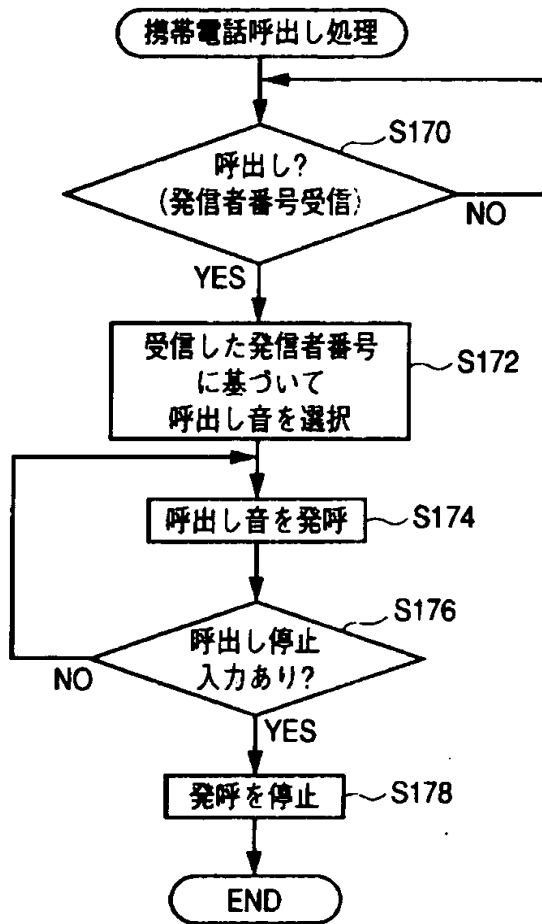 携帯電話呼出し処理
S170
呼出し?
(発信者番号受信)
NO
YES
受信した発信者番号
に基づいて
呼出し音を選択
S172
呼出し音を発呼
S174
S176
呼出し停止
入力あり?
NO
YES
発呼を停止
S178
END